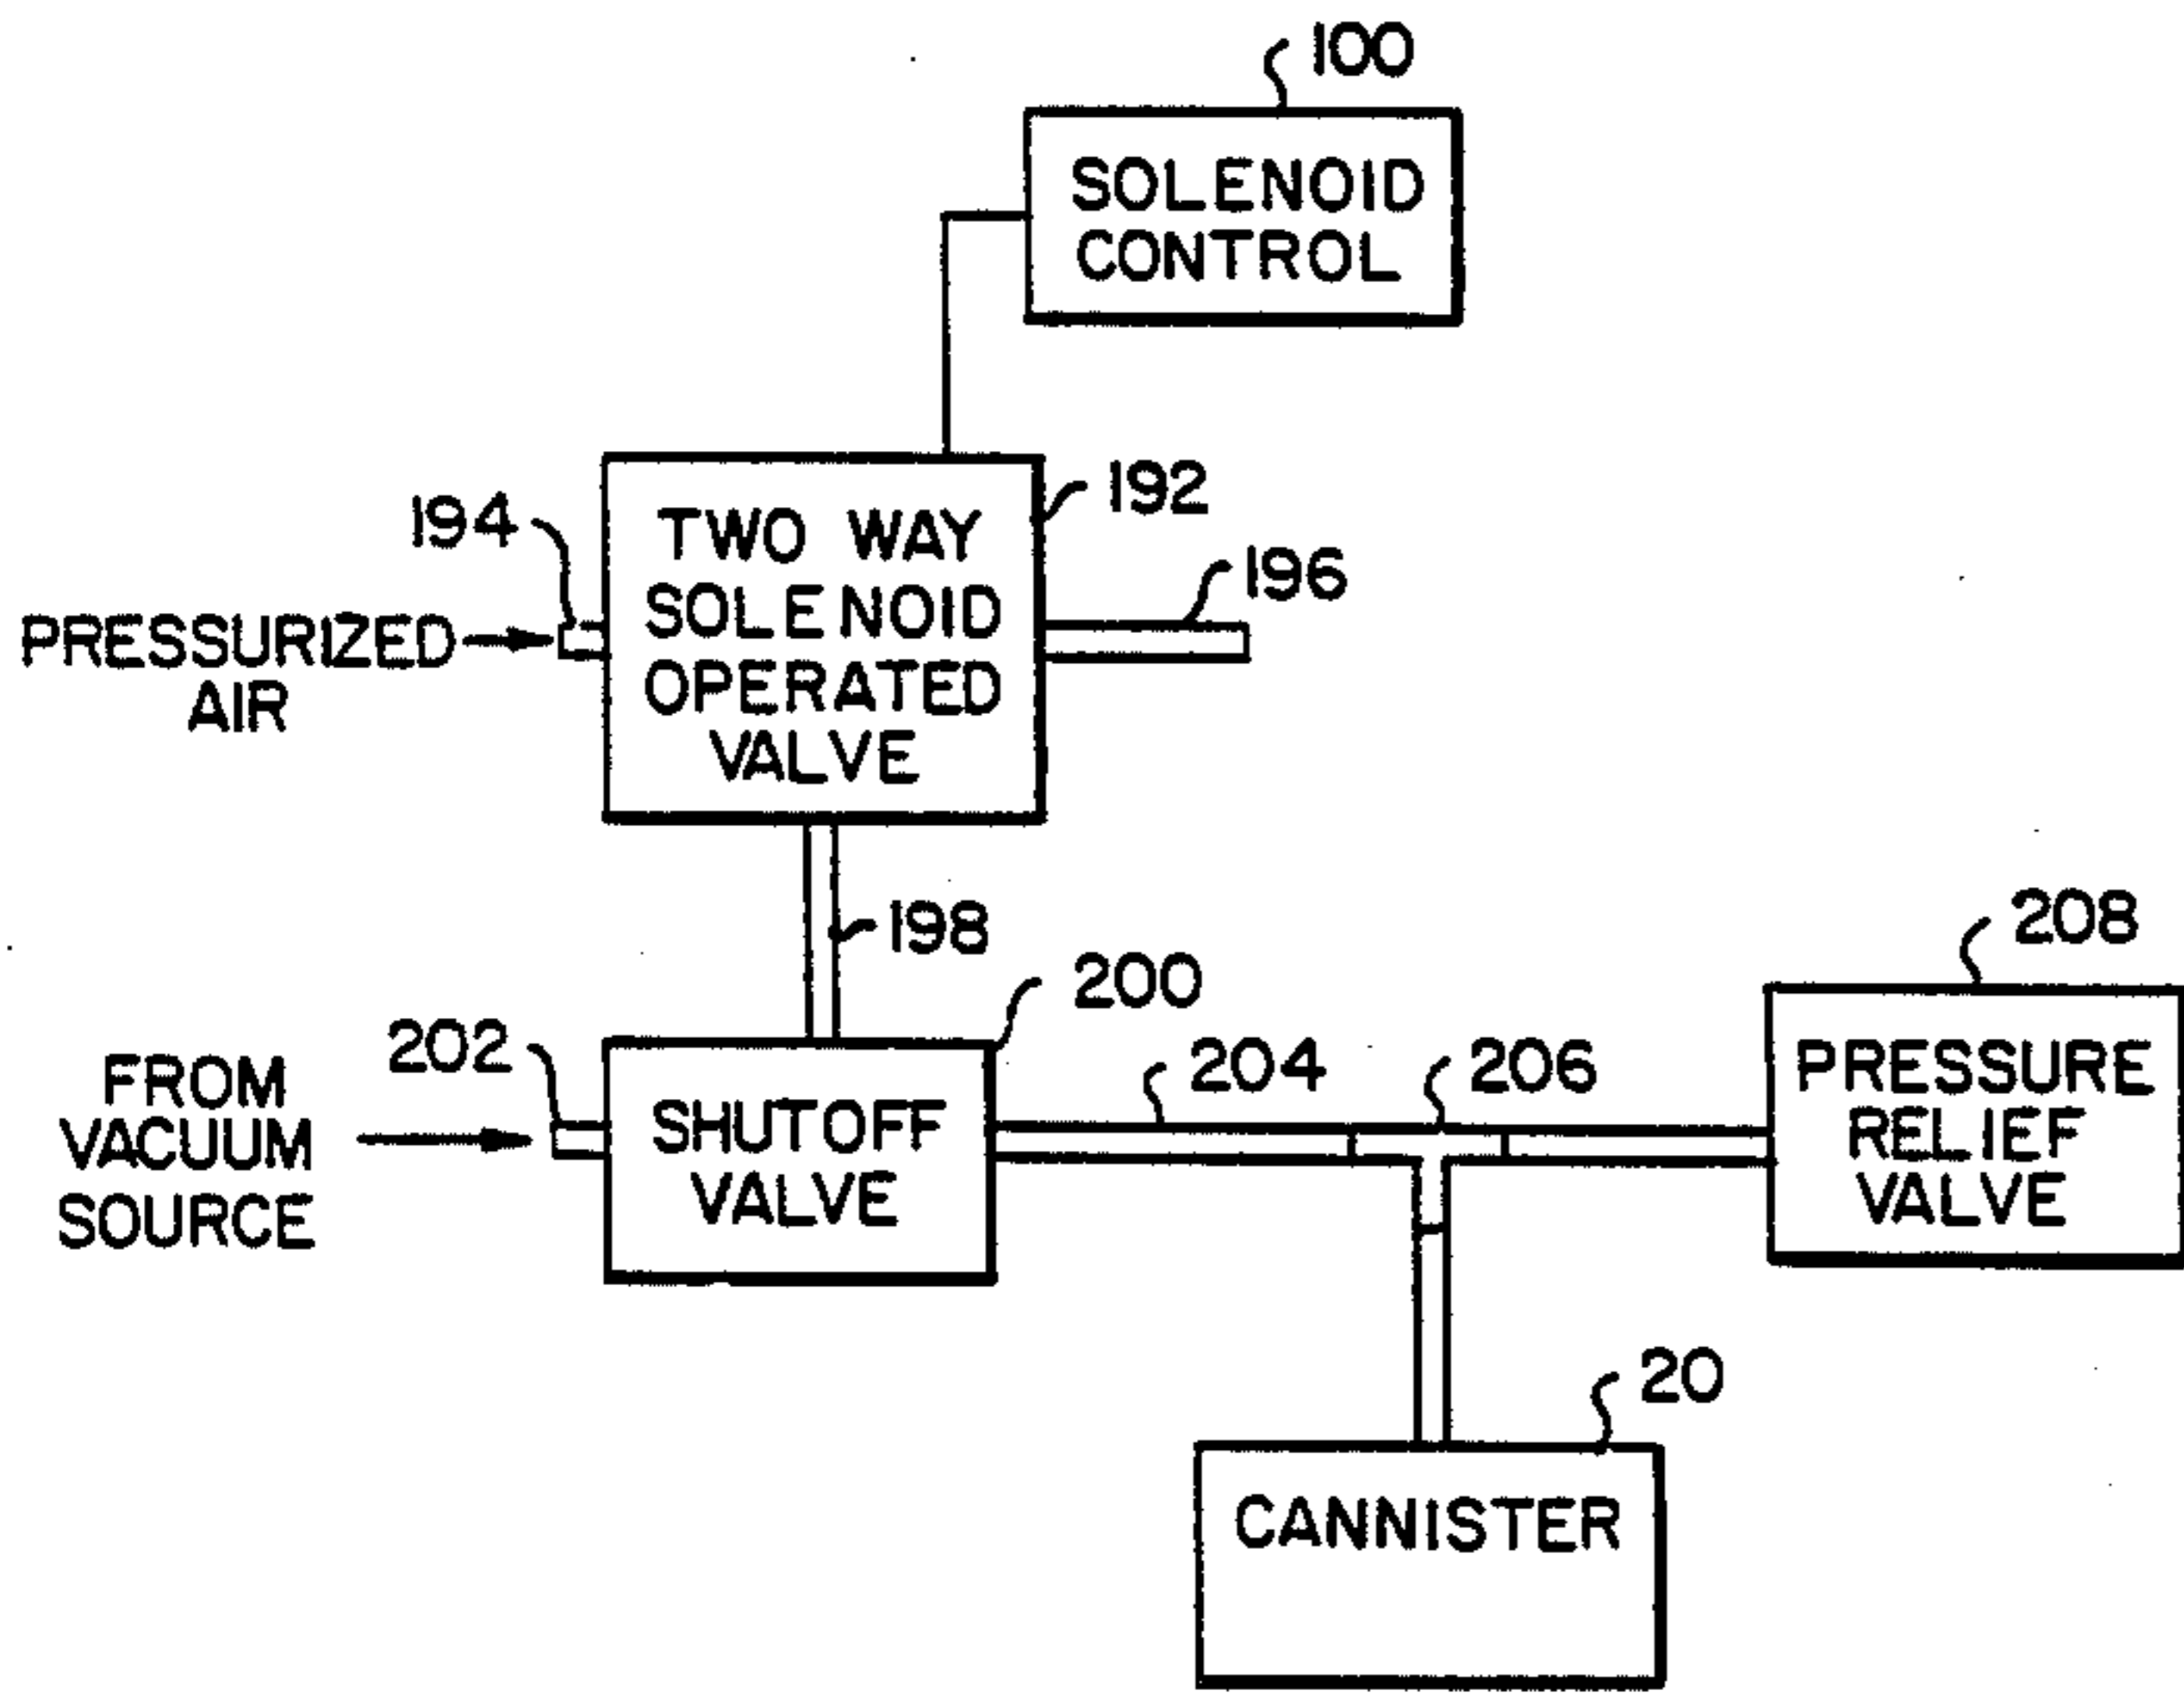 100
SOLENOID
CONTROL
192
194
TWO WAY
SOLENOID
OPERATED
VALVE
196
PRESSURIZED
AIR
198
200
202
FROM
VACUUM
SOURCE
SHUTOFF
VALVE
204
206
208
PRESSURE
RELIEF
VALVE
20
CANNISTER